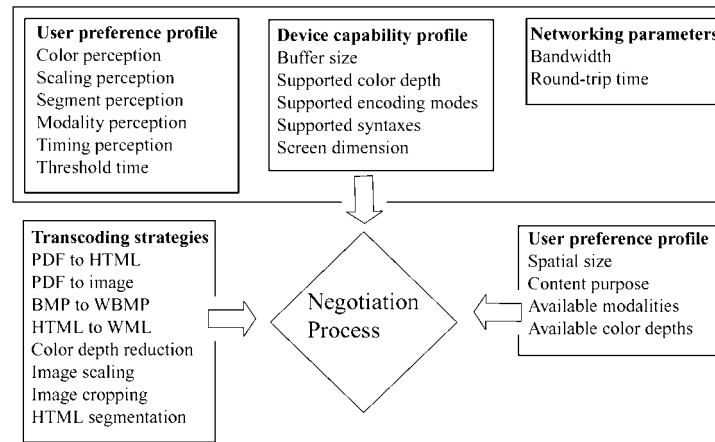 User preference profile
Color perception
Scaling perception
Segment perception
Modality perception
Timing perception
Threshold time
Device capability profile
Buffer size
Supported color depth
Supported encoding modes
Supported syntaxes
Screen dimension
Networking parameters
Bandwidth
Round-trip time
Transcoding strategies
PDF to HTML
PDF to image
BMP to WBMP
HTML to WML
Color depth reduction
Image scaling
Image cropping
HTML segmentation
Negotiation
Process
User preference profile
Spatial size
Content purpose
Available modalities
Available color depths